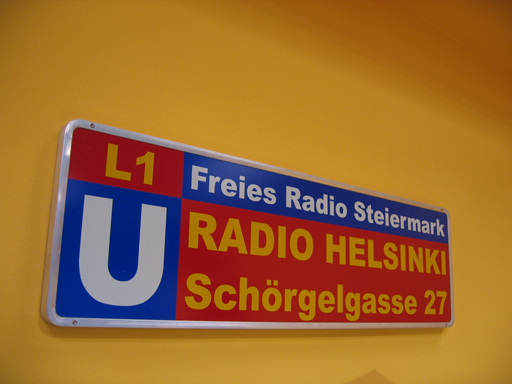 L1
U
Freies Radio Steiermark
RADIO HELSINKI
Schörgelgasse 27